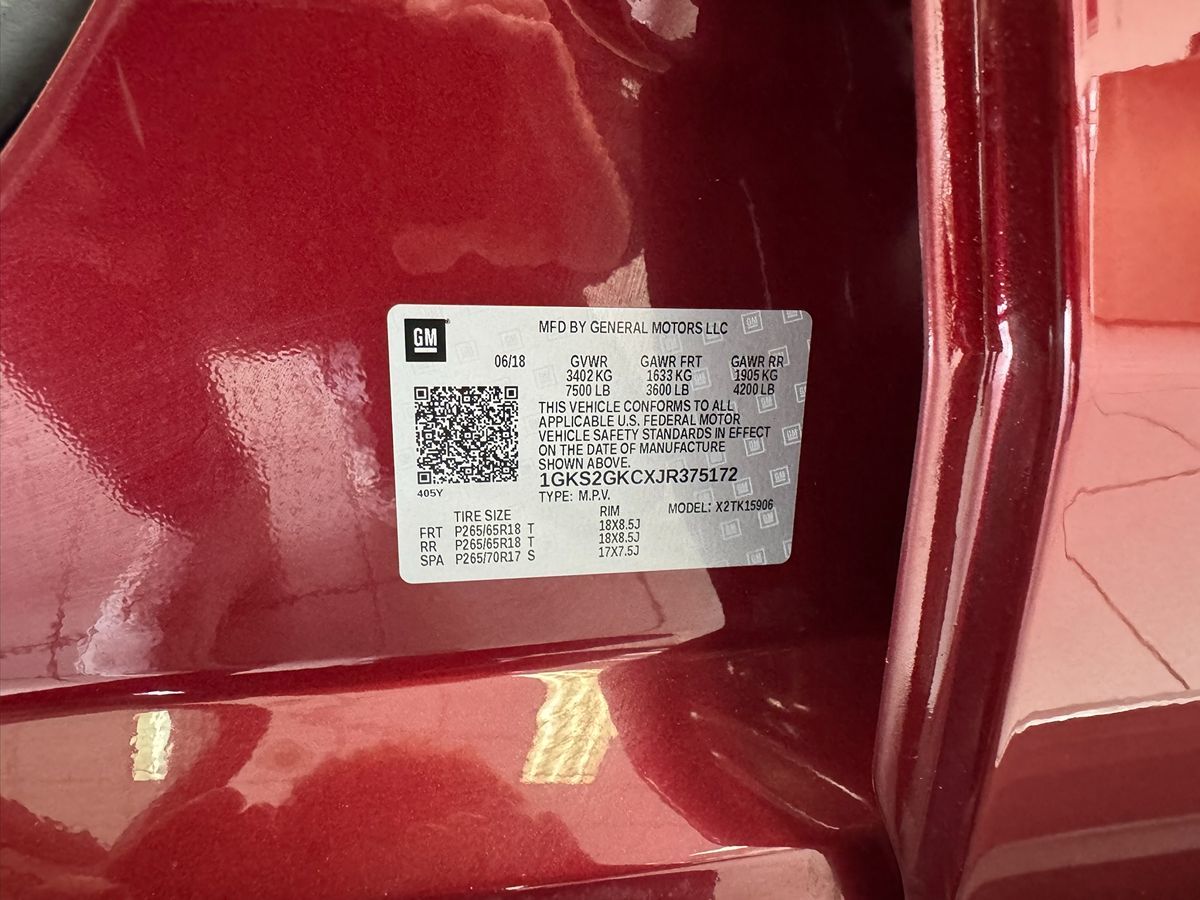 GM
MFD BY GENERAL MOTORS LLC
06/18 GVWR GAWR FRT GAWR RR
3402 KG 1633 KG 1905 KG
7500 LB 3600 LB 4200 LB
THIS VEHICLE CONFORMS TO ALL
APPLICABLE U.S. FEDERAL MOTOR
VEHICLE SAFETY STANDARDS IN EFFECT
ON THE DATE OF MANUFACTURE
SHOWN ABOVE.
1GKS2GKCXJR375172
405Y
TYPE: M.P.V. MODEL: X2TK15906
TIRE SIZE RIM
FRT P265/65R18 T 18X8.5J
RR P265/65R18 T 18X8.5J
SPA P265/70R17 S 17X7.5J